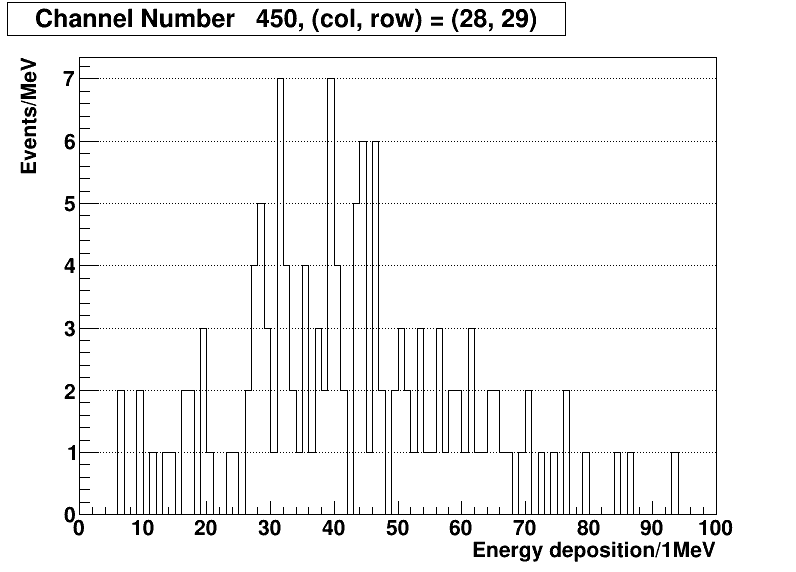 Channel Number 450, (col, row) = (28, 29)
Events/MeV
7
6
5
4
3
2
1
0
0 10 20 30 40 50 60 70 80 90 100
Energy deposition/1MeV